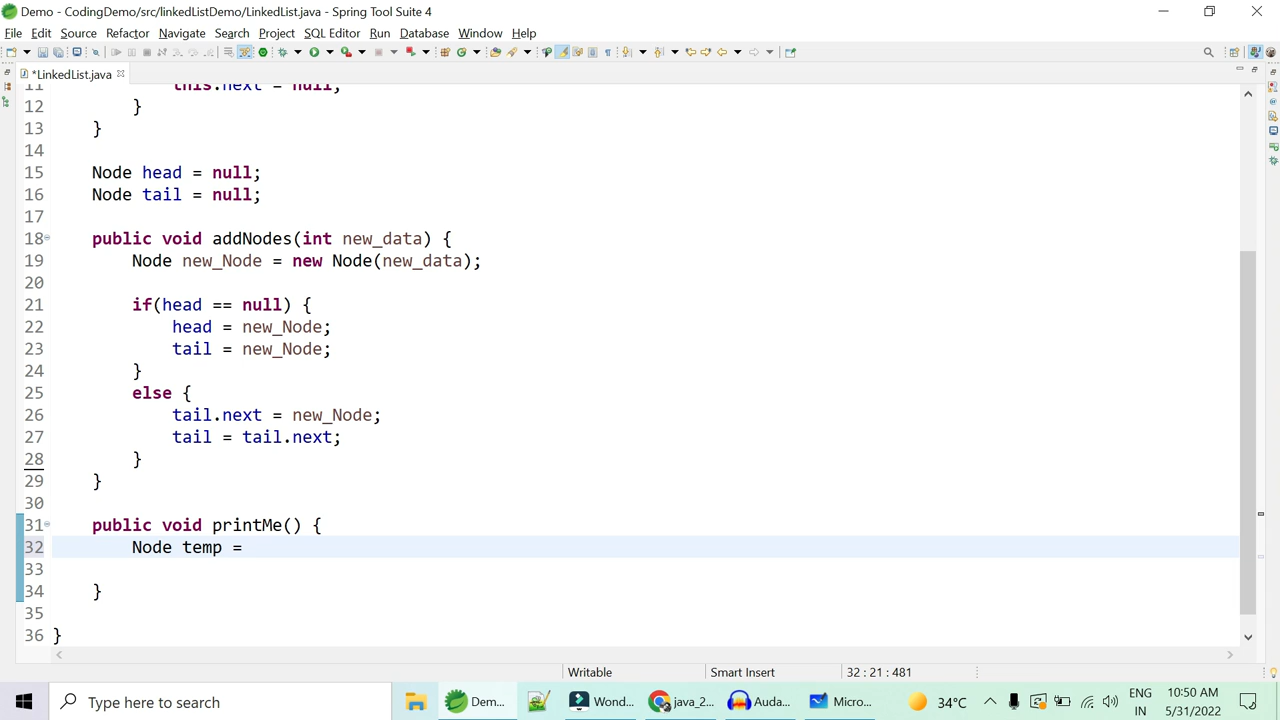 Demo - CodingDemo/src/linkedListDemo/LinkedList.java - Spring Tool Suite 4
File Edit Source Refactor Navigate Search Project SQL Editor Run Database Window Help
*LinkedList.java
11 this.next = null;
12 }
13 }
14
15 Node head = null;
16 Node tail = null;
17
18 public void addNodes(int new_data) {
19 Node new_Node = new Node(new_data);
20
21 if(head == null) {
22 head = new_Node;
23 tail = new_Node;
24 }
25 else {
26 tail.next = new_Node;
27 tail = tail.next;
28 }
29 }
30
31 public void printMe() {
32 Node temp =
33
34 }
35
36 }
Writable Smart Insert 32 : 21 : 481
Type here to search Dem... Wond... java_2... Auda... Micro... 34°C ENG 10:50 AM
IN 5/31/2022